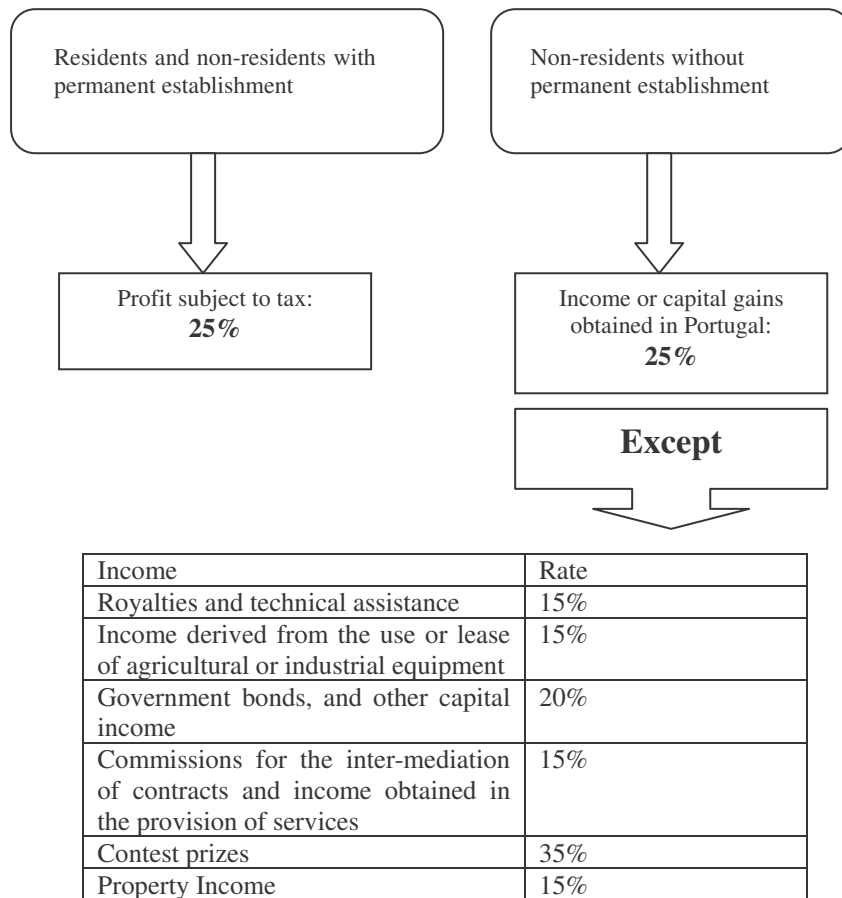 Residents and non-residents with
permanent establishment
Non-residents without
permanent establishment
Profit subject to tax:
25%
Income or capital gains
obtained in Portugal:
25%
Except
Income Rate
Royalties and technical assistance 15%
Income derived from the use or lease 15%
of agricultural or industrial equipment
Government bonds, and other capital 20%
income
Commissions for the inter-mediation 15%
of contracts and income obtained in
the provision of services
Contest prizes 35%
Property Income 15%